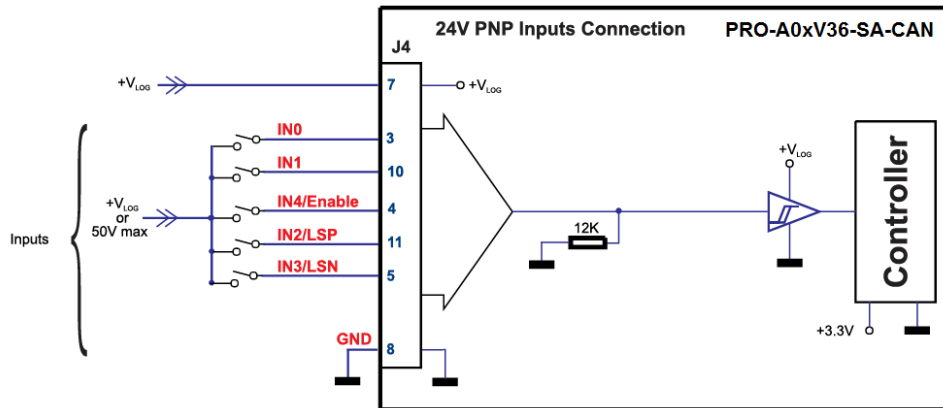 24V PNP Inputs Connection
PRO-A0xV36-SA-CAN
J4
+VLOG
7
+VLOG
IN0
3
IN1
10
IN4/Enable
4
IN2/LSP
11
IN3/LSN
5
Inputs
+VLOG
or
50V max
12K
+VLOG
Controller
+3.3V
GND
8